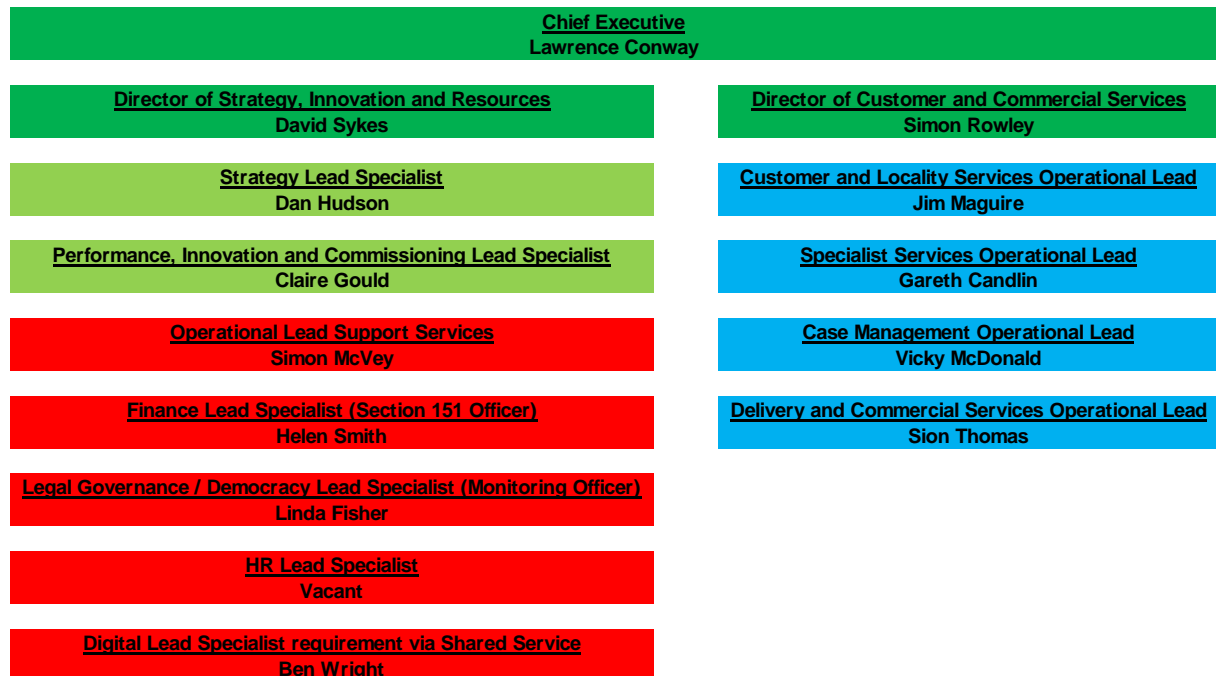 Chief Executive
Lawrence Conway
Director of Strategy, Innovation and Resources
David Sykes
Director of Customer and Commercial Services
Simon Rowley
Strategy Lead Specialist
Dan Hudson
Customer and Locality Services Operational Lead
Jim Maguire
Performance, Innovation and Commissioning Lead Specialist
Claire Gould
Specialist Services Operational Lead
Gareth Candlin
Operational Lead Support Services
Simon McVey
Case Management Operational Lead
Vicky McDonald
Finance Lead Specialist (Section 151 Officer)
Helen Smith
Delivery and Commercial Services Operational Lead
Sion Thomas
Legal Governance / Democracy Lead Specialist (Monitoring Officer)
Linda Fisher
HR Lead Specialist
Vacant
Digital Lead Specialist requirement via Shared Service
Ben Wright